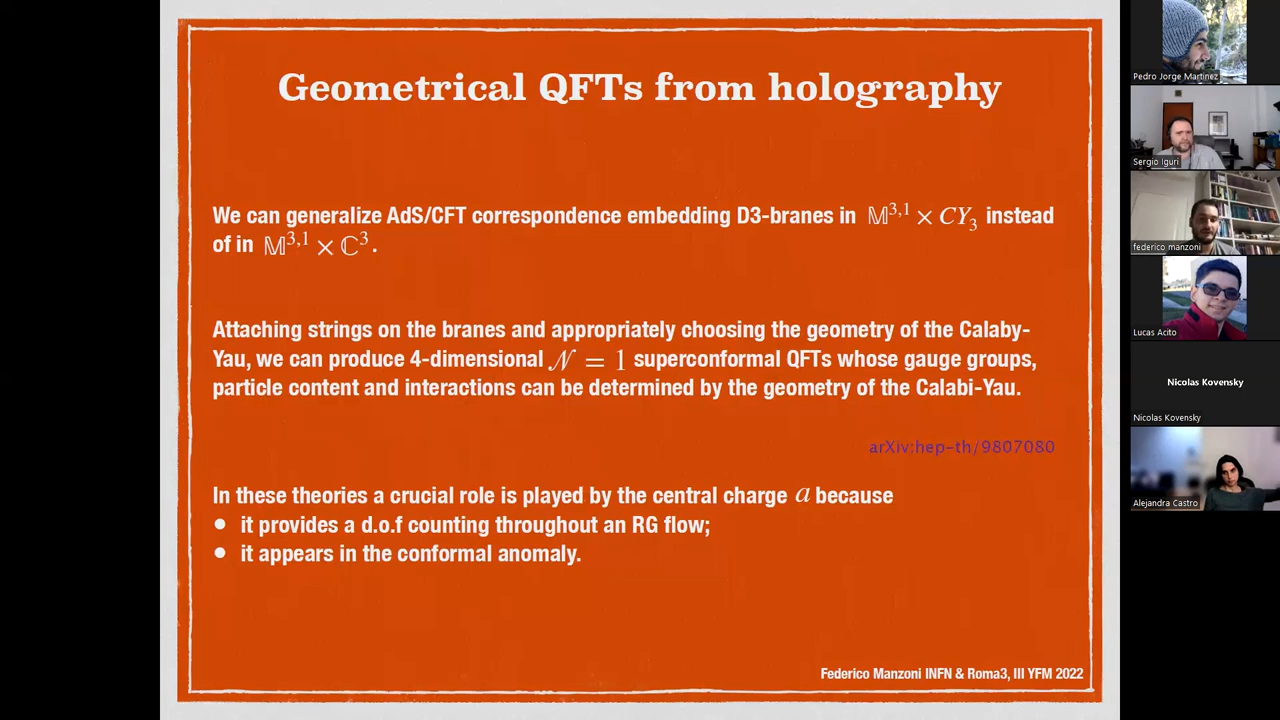 Geometrical QFTs from holography
We can generalize AdS/CFT correspondence embedding D3-branes in 𝕄³,¹ × CY₃ instead
of in 𝕄³,¹ × ℂ³.
Attaching strings on the branes and appropriately choosing the geometry of the Calaby-
Yau, we can produce 4-dimensional 𝒩 = 1 superconformal QFTs whose gauge groups,
particle content and interactions can be determined by the geometry of the Calabi-Yau.
arXiv:hep-th/9807080
In these theories a crucial role is played by the central charge a because
● it provides a d.o.f counting throughout an RG flow;
● it appears in the conformal anomaly.
Federico Manzoni INFN & Roma3, III YFM 2022
Pedro Jorge Martinez
Sergio Iguri
federico manzoni
Lucas Acito
Nicolas Kovensky
Nicolas Kovensky
Alejandra Castro